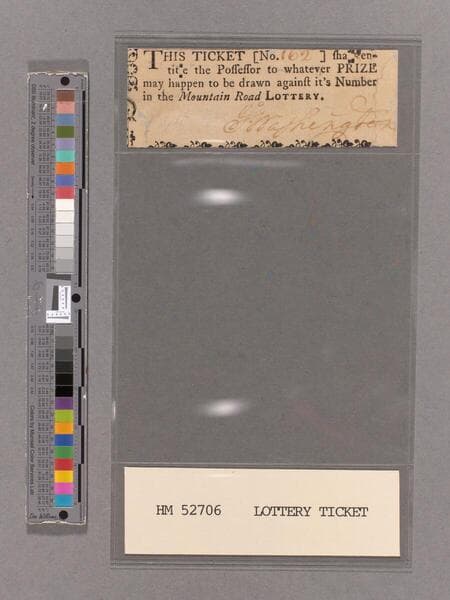 THIS TICKET [No. 162 ] shall en-
title the Poſſeſſor to whatever PRIZE
may happen to be drawn againſt it's Number
in the Mountain Road LOTTERY.
G Washington
HM 52706 LOTTERY TICKET